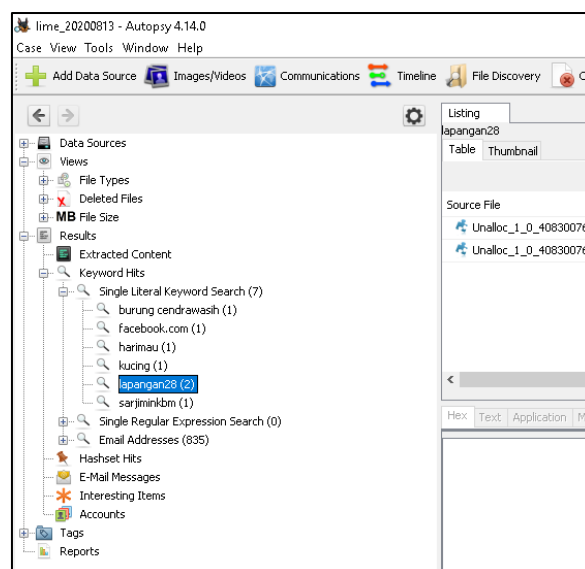 lime_20200813 - Autopsy 4.14.0
Case View Tools Window Help
Add Data Source Images/Videos Communications Timeline File Discovery
Listing
lapangan28
Table Thumbnail
Source File
Unalloc_1_0_4083007
Unalloc_1_0_4083007
Hex Text Application
Data Sources
Views
File Types
Deleted Files
MB File Size
Results
Extracted Content
Keyword Hits
Single Literal Keyword Search (7)
burung cendrawasih (1)
facebook.com (1)
harimau (1)
kucing (1)
lapangan28 (2)
sarjiminkbm (1)
Single Regular Expression Search (0)
Email Addresses (835)
Hashset Hits
E-Mail Messages
Interesting Items
Accounts
Tags
Reports